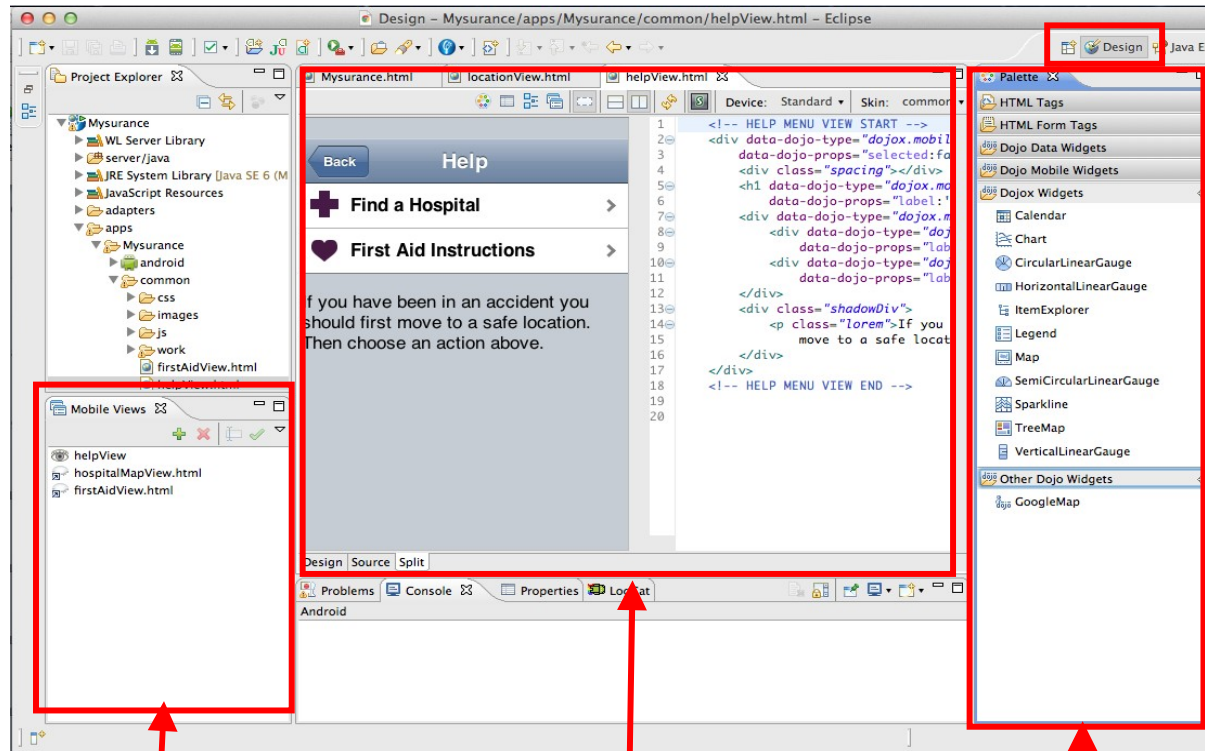 Design – Mysurance/apps/Mysurance/common/helpView.html – Eclipse
Design
Java E
Project Explorer
Mysurance
WL Server Library
server/java
JRE System Library [Java SE 6 (M
JavaScript Resources
adapters
apps
Mysurance
android
common
css
images
js
work
firstAidView.html
helpView.html
Mobile Views
helpView
hospitalMapView.html
firstAidView.html
Mysurance.html
locationView.html
helpView.html
Device: Standard
Skin: common
Back
Help
Find a Hospital
First Aid Instructions
If you have been in an accident you
should first move to a safe location.
Then choose an action above.
1 <!-- HELP MENU VIEW START -->
2 <div data-dojo-type="dojox.mobil
3 data-dojo-props="selected:fa
4 <div class="spacing"></div>
5 <h1 data-dojo-type="dojox.mo
6 data-dojo-props="label:'
7 <div data-dojo-type="dojox.m
8 <div data-dojo-type="doj
9 data-dojo-props="lab
10 <div data-dojo-type="doj
11 data-dojo-props="lab
12 </div>
13 <div class="shadowDiv">
14 <p class="lorem">If you
15 move to a safe locat
16 </div>
17 </div>
18 <!-- HELP MENU VIEW END -->
19
20
Design
Source
Split
Problems
Console
Properties
LogCat
Android
Palette
HTML Tags
HTML Form Tags
Dojo Data Widgets
Dojo Mobile Widgets
Dojox Widgets
Calendar
Chart
CircularLinearGauge
HorizontalLinearGauge
ItemExplorer
Legend
Map
SemiCircularLinearGauge
Sparkline
TreeMap
VerticalLinearGauge
Other Dojo Widgets
GoogleMap